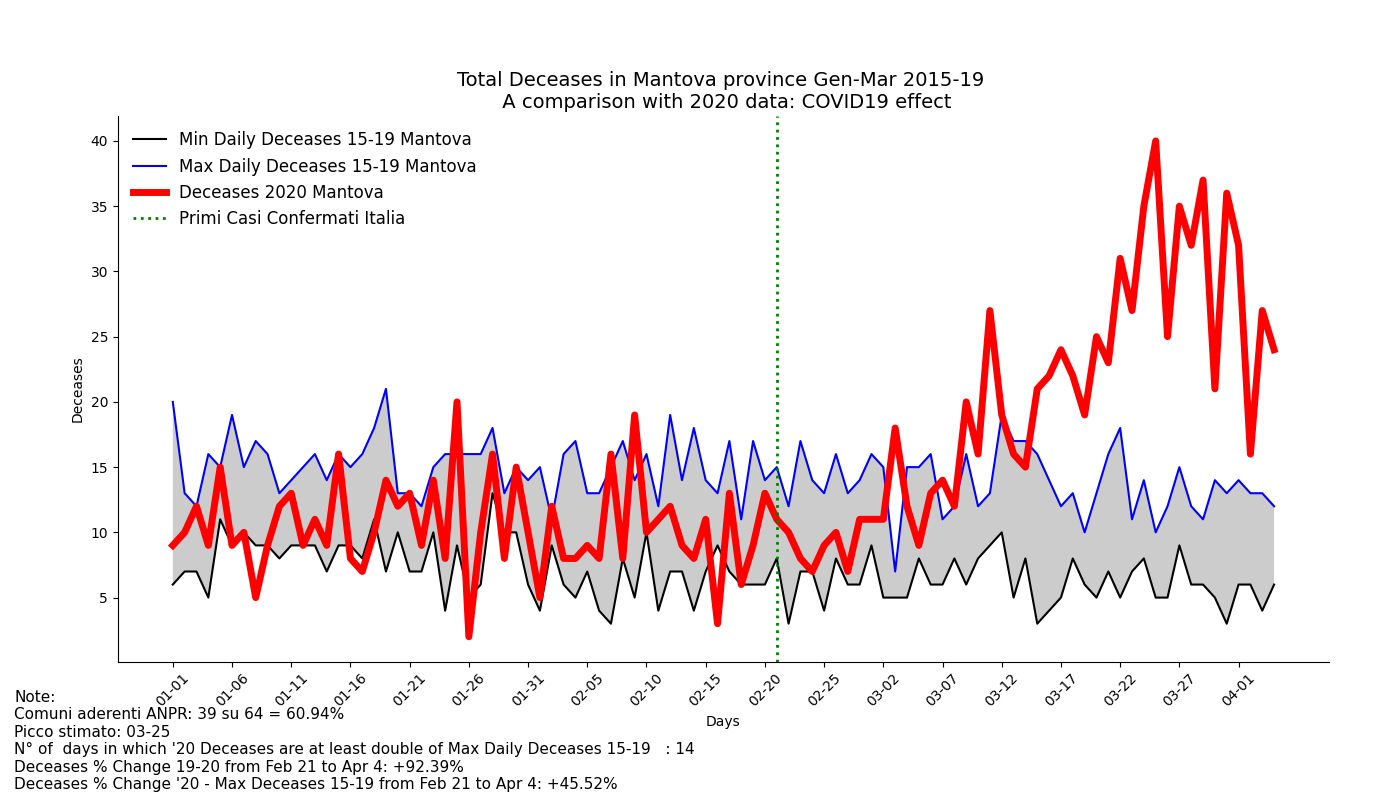 Total Deceases in Mantova province Gen-Mar 2015-19
A comparison with 2020 data: COVID19 effect
Min Daily Deceases 15-19 Mantova
Max Daily Deceases 15-19 Mantova
Deceases 2020 Mantova
Primi Casi Confermati Italia
40
35
30
25
20
15
10
5
Deceases
01-01
01-06
01-11
01-16
01-21
01-26
01-31
02-05
02-10
02-15
02-20
02-25
03-02
03-07
03-12
03-17
03-22
03-27
04-01
Days
Note:
Comuni aderenti ANPR: 39 su 64 = 60.94%
Picco stimato: 03-25
N° of  days in which '20 Deceases are at least double of Max Daily Deceases 15-19   : 14
Deceases % Change 19-20 from Feb 21 to Apr 4: +92.39%
Deceases % Change '20 - Max Deceases 15-19 from Feb 21 to Apr 4: +45.52%